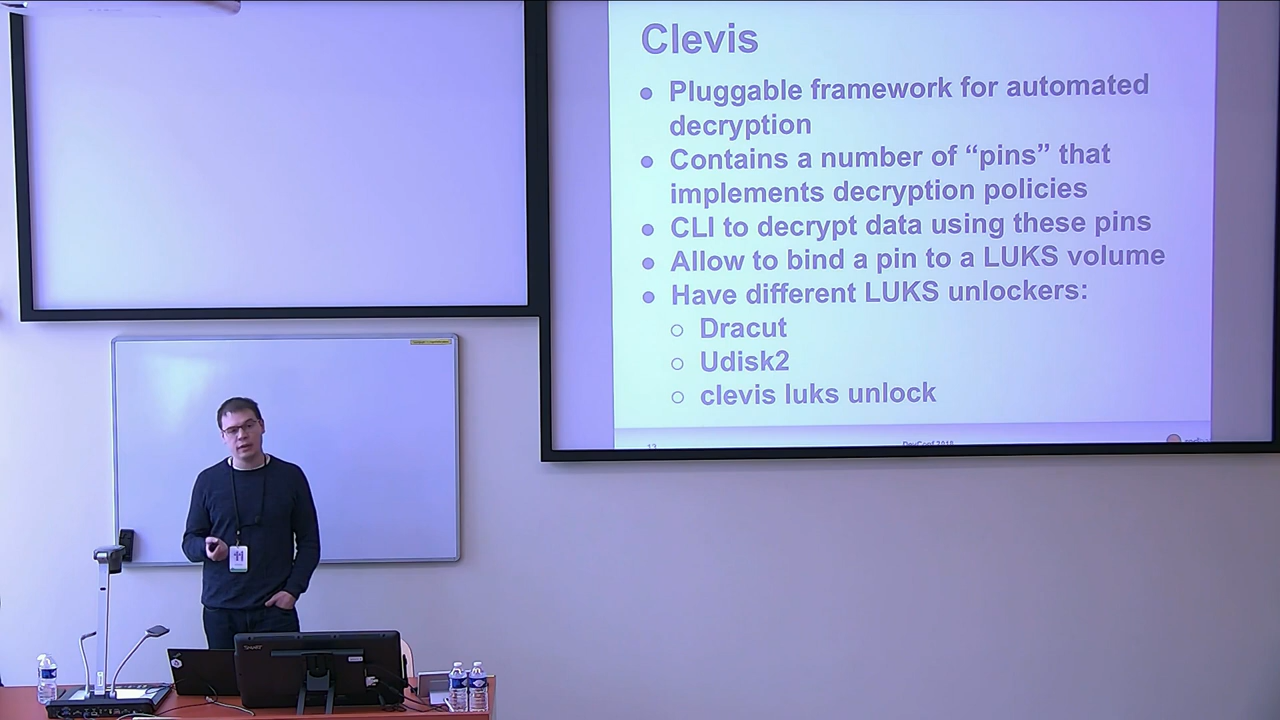 Clevis
● Pluggable framework for automated
decryption
● Contains a number of “pins” that
implements decryption policies
● CLI to decrypt data using these pins
● Allow to bind a pin to a LUKS volume
● Have different LUKS unlockers:
○ Dracut
○ Udisk2
○ clevis luks unlock